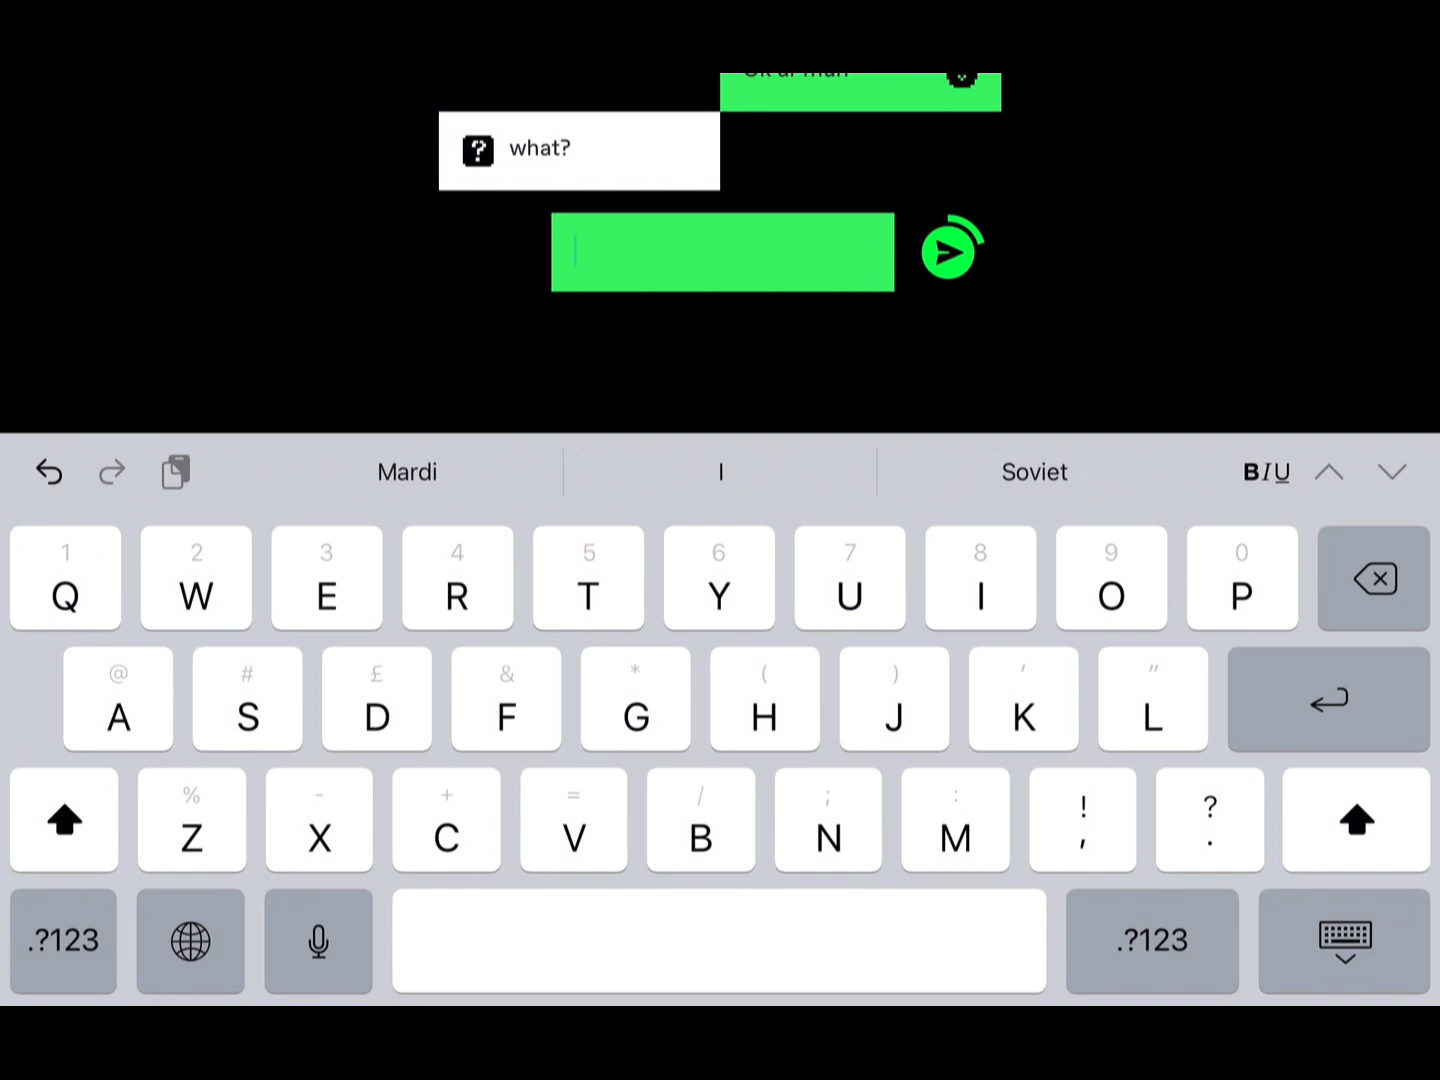 what?
Mardi I Soviet BIU
1 2 3 4 5 6 7 8 9 0
Q W E R T Y U I O P
@ # £ & * ( ) ' "
A S D F G H J K L
% - + = / ; : ! ?
Z X C V B N M , .
.?123 .?123